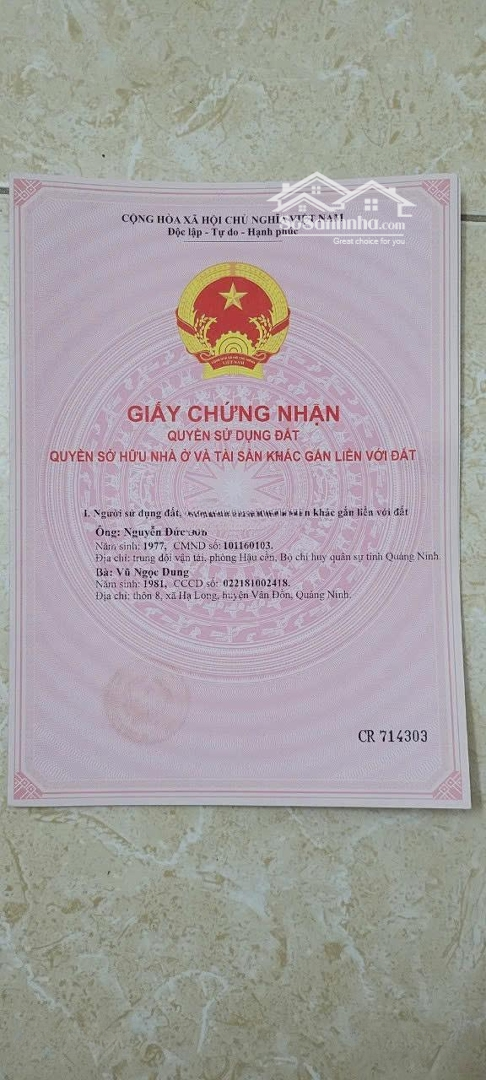 CỘNG HÒA XÃ HỘI CHỦ NGHĨA VIỆT NAM
Độc lập - Tự do - Hạnh phúc
soSanhnha.com
Great choice for you
VIỆT NAM
GIẤY CHỨNG NHẬN
QUYỀN SỬ DỤNG ĐẤT
QUYỀN SỞ HỮU NHÀ Ở VÀ TÀI SẢN KHÁC GẮN LIỀN VỚI ĐẤT
I. Người sử dụng đất, khác gắn liền với đất
Ông: Nguyễn Đức
Năm sinh: 1977, CMND số: 101160103.
Địa chỉ: trung đội vận tải, phòng Hậu cần, Bộ chỉ huy quân sự tỉnh Quảng Ninh.
Bà: Vũ Ngọc Dung
Năm sinh: 1981, CCCD số: 022181002418.
Địa chỉ: thôn 8, xã Hạ Long, huyện Vân Đồn, Quảng Ninh.
CR 714303